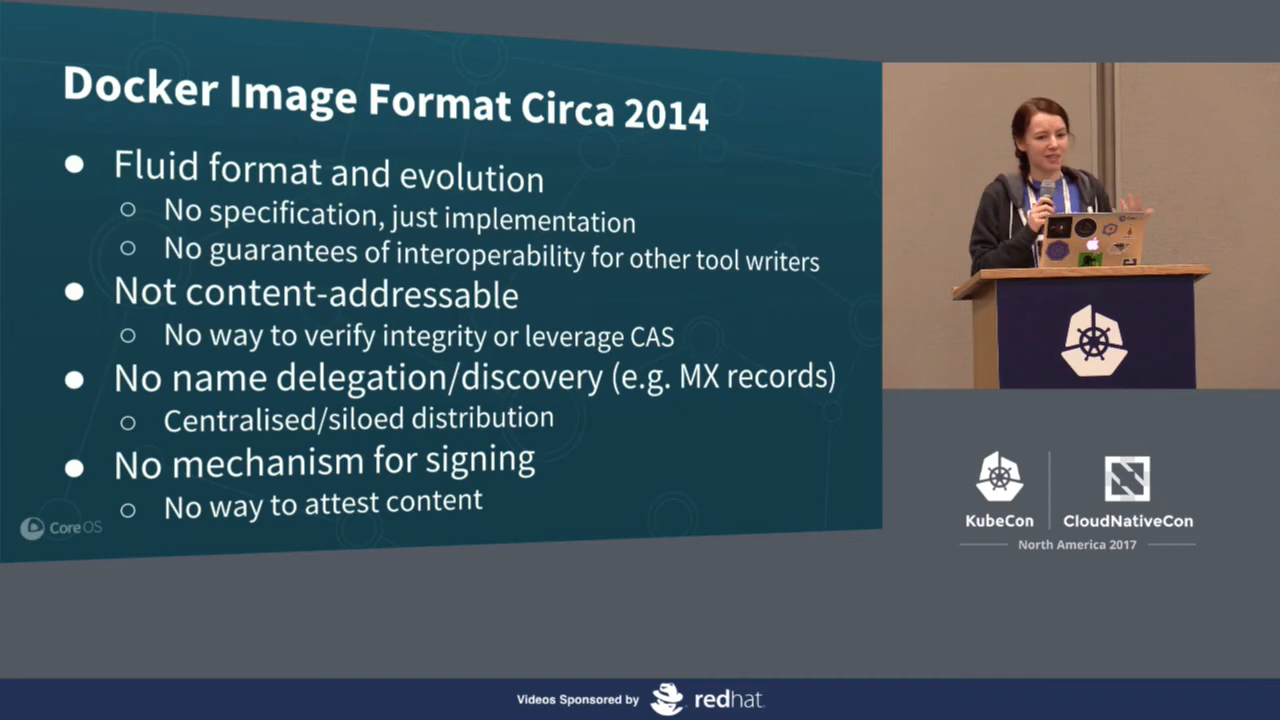 Docker Image Format Circa 2014
● Fluid format and evolution
○ No specification, just implementation
○ No guarantees of interoperability for other tool writers
● Not content-addressable
○ No way to verify integrity or leverage CAS
● No name delegation/discovery (e.g. MX records)
○ Centralised/siloed distribution
● No mechanism for signing
○ No way to attest content
CoreOS
KubeCon
CloudNativeCon
North America 2017
Videos Sponsored by
redhat.